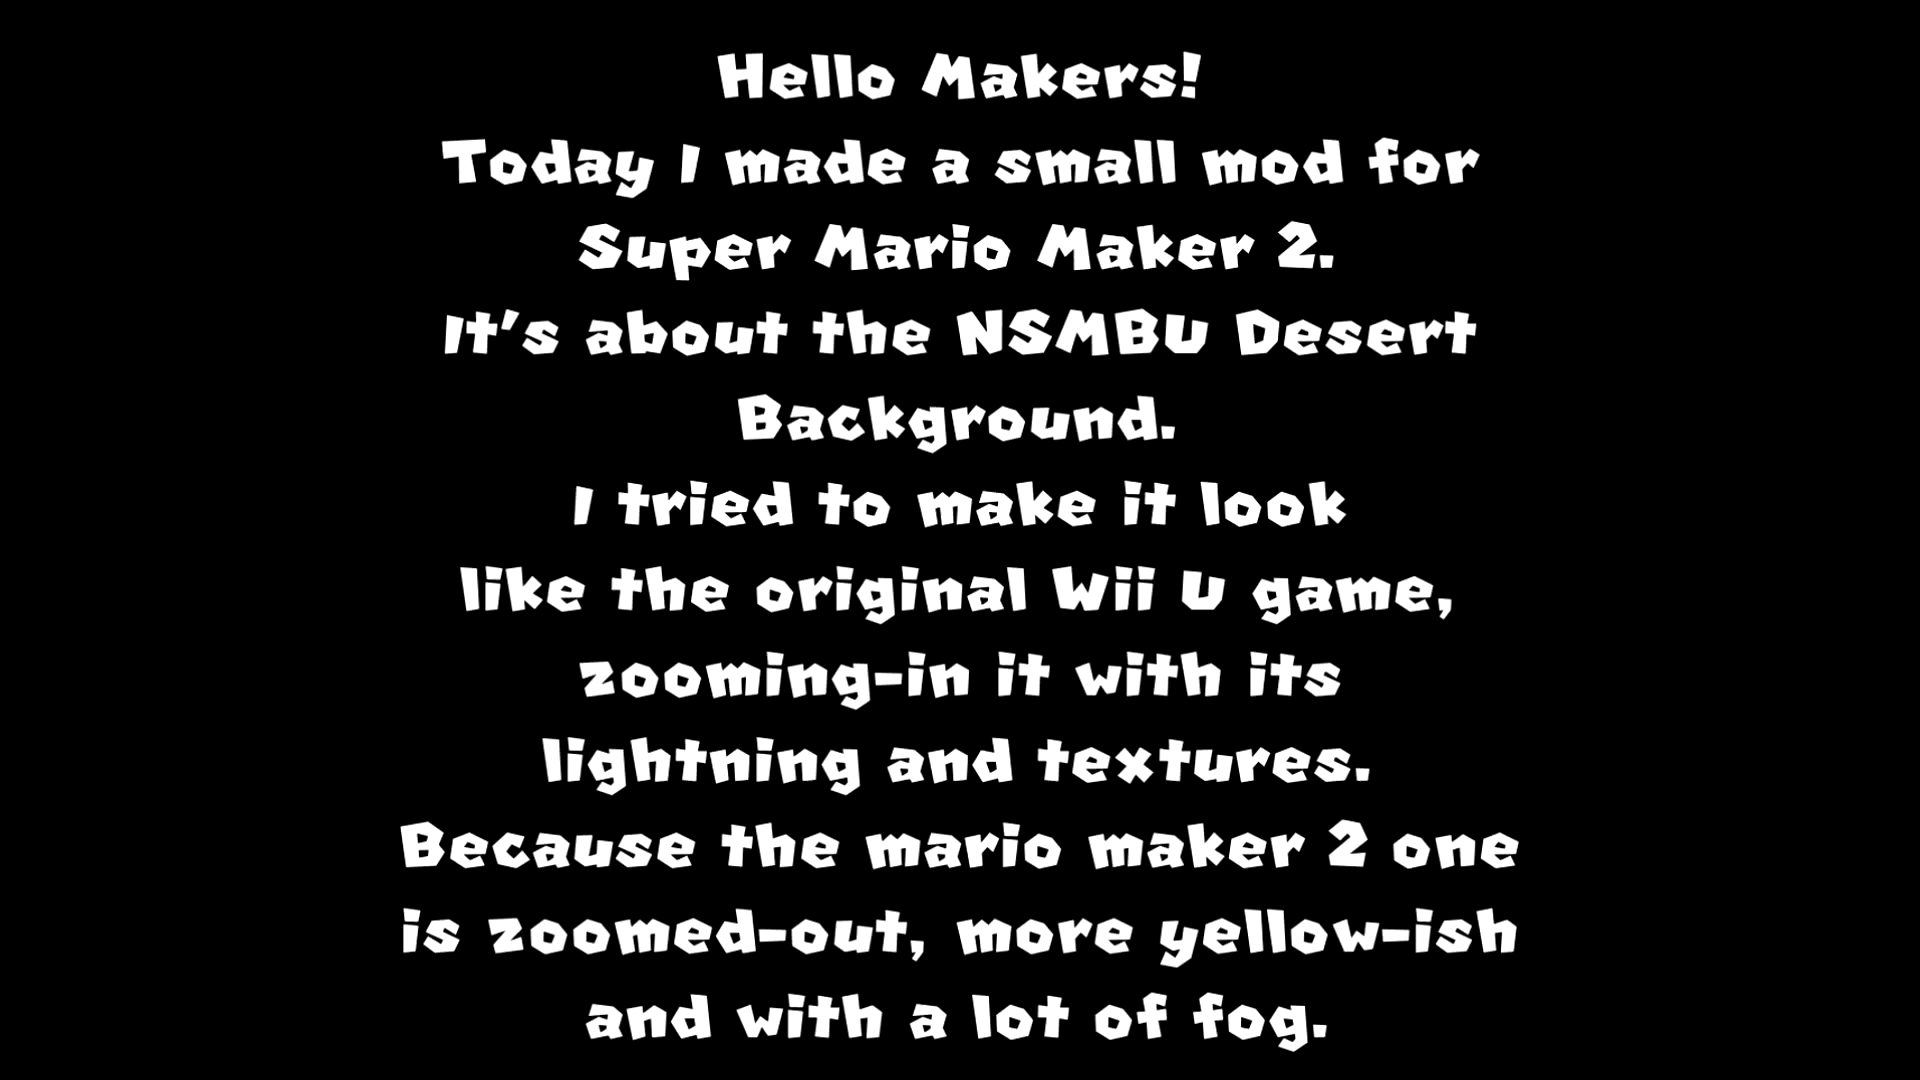 Hello Makers!
Today I made a small mod for
Super Mario Maker 2.
It's about the NSMBU Desert
Background.
I tried to make it look
like the original Wii U game,
zooming-in it with its
lightning and textures.
Because the mario maker 2 one
is zoomed-out, more yellow-ish
and with a lot of fog.